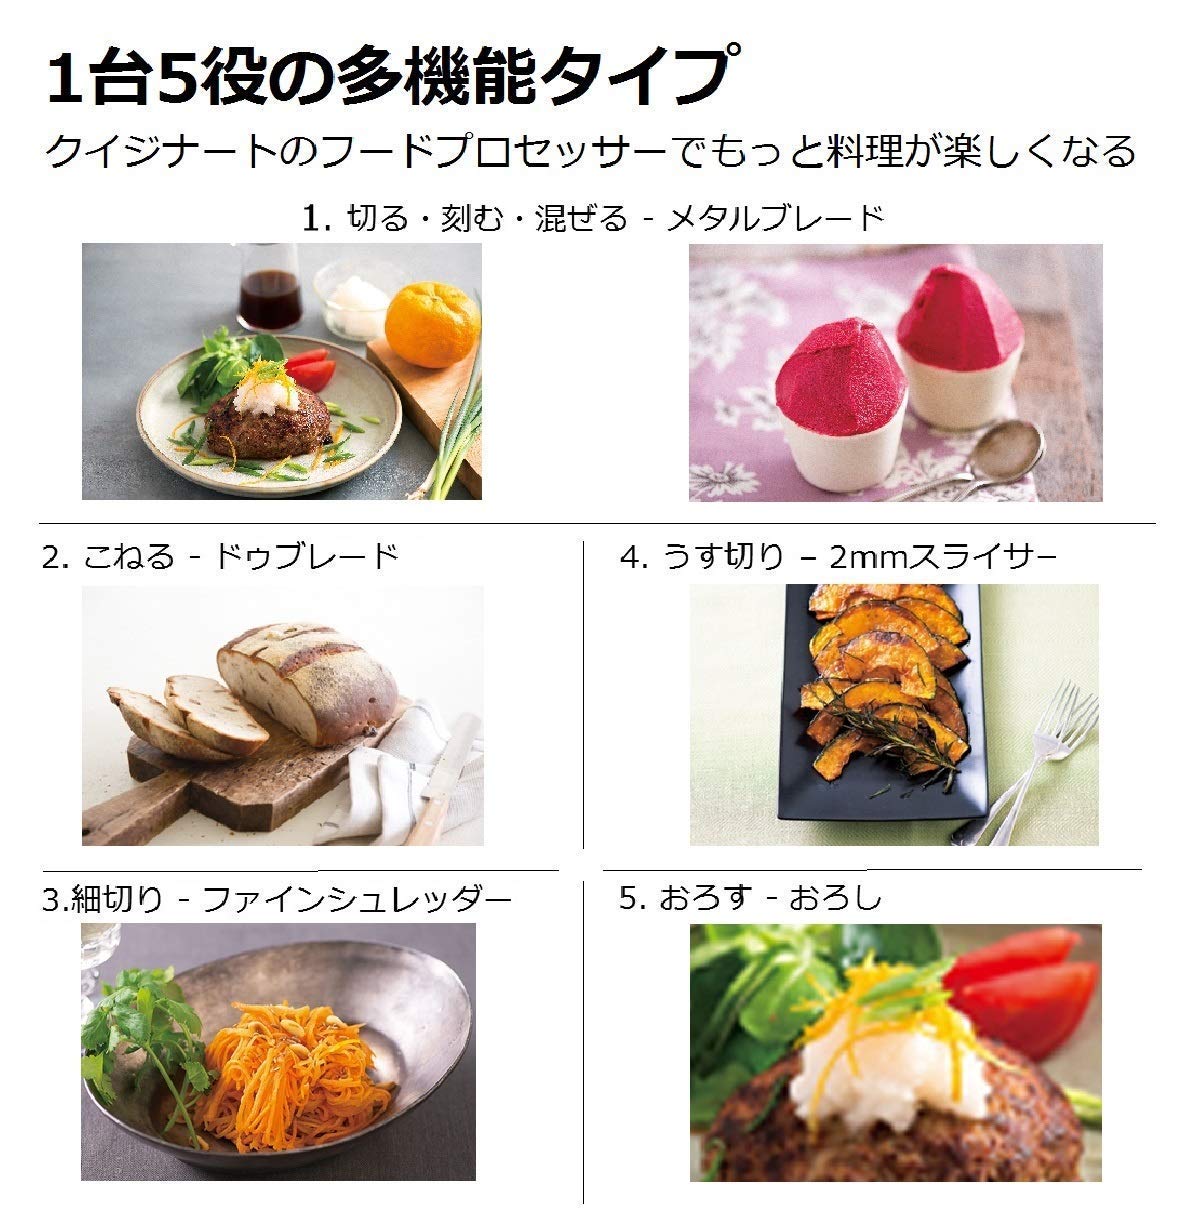 1台5役の多機能タイプ
クイジナートのフードプロセッサーでもっと料理が楽しくなる
1. 切る・刻む・混ぜる - メタルブレード
2. こねる - ドゥブレード
4. うす切り – 2mmスライサー
3.細切り - ファインシュレッダー
5. おろす - おろし